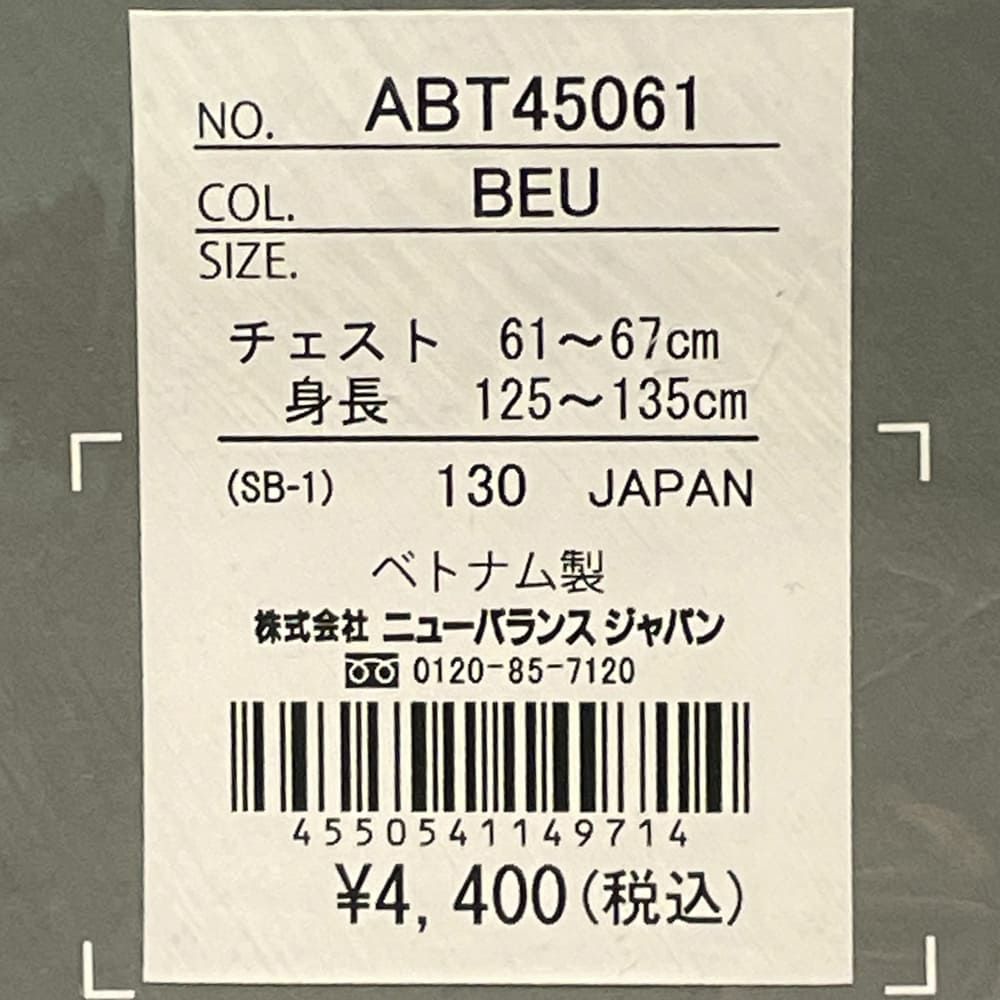 NO. ABT45061
COL. BEU
SIZE.
チェスト 61～67cm
身長 125～135cm
(SB-1) 130 JAPAN
ベトナム製
株式会社 ニューバランス ジャパン
0120-85-7120
4550541149714
¥4,400(税込)